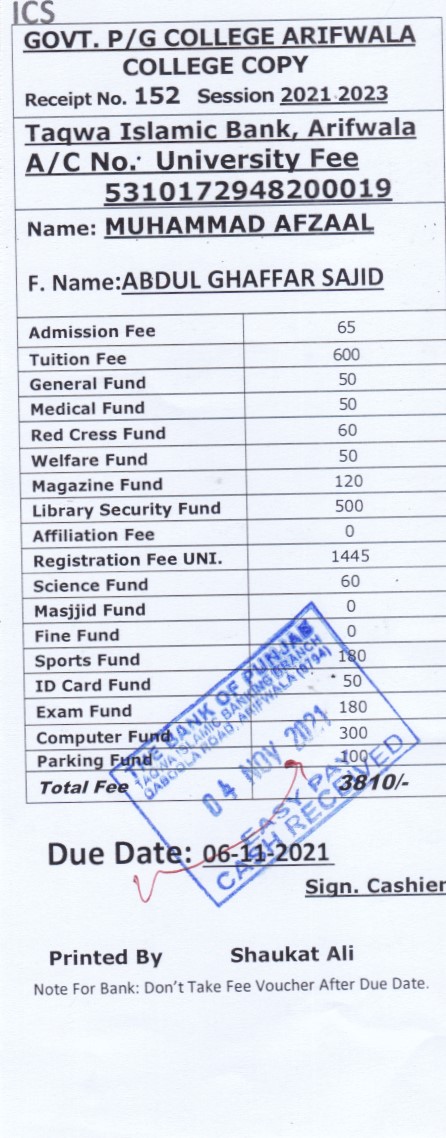 ICS
GOVT. P/G COLLEGE ARIFWALA
COLLEGE COPY
Receipt No. 152 Session 2021 2023
Taqwa Islamic Bank, Arifwala
A/C No. University Fee
5310172948200019
Name: MUHAMMAD AFZAAL
F. Name:ABDUL GHAFFAR SAJID
Admission Fee 65
Tuition Fee 600
General Fund 50
Medical Fund 50
Red Cress Fund 60
Welfare Fund 50
Magazine Fund 120
Library Security Fund 500
Affiliation Fee 0
Registration Fee UNI. 1445
Science Fund 60
Masjjid Fund 0
Fine Fund 0
Sports Fund 180
ID Card Fund 50
Exam Fund 180
Computer Fund 300
Parking Fund 100
Total Fee 3810/-
THE BANK OF PUNJAB
TAQWA ISLAMIC BANKING BRANCH
QABOOLA ROAD, ARIFWALA (0794)
04 NOV 2021
EASY PAY
CASH RECEIVED
Due Date: 06-11-2021
Sign. Cashier
Printed By Shaukat Ali
Note For Bank: Don't Take Fee Voucher After Due Date.